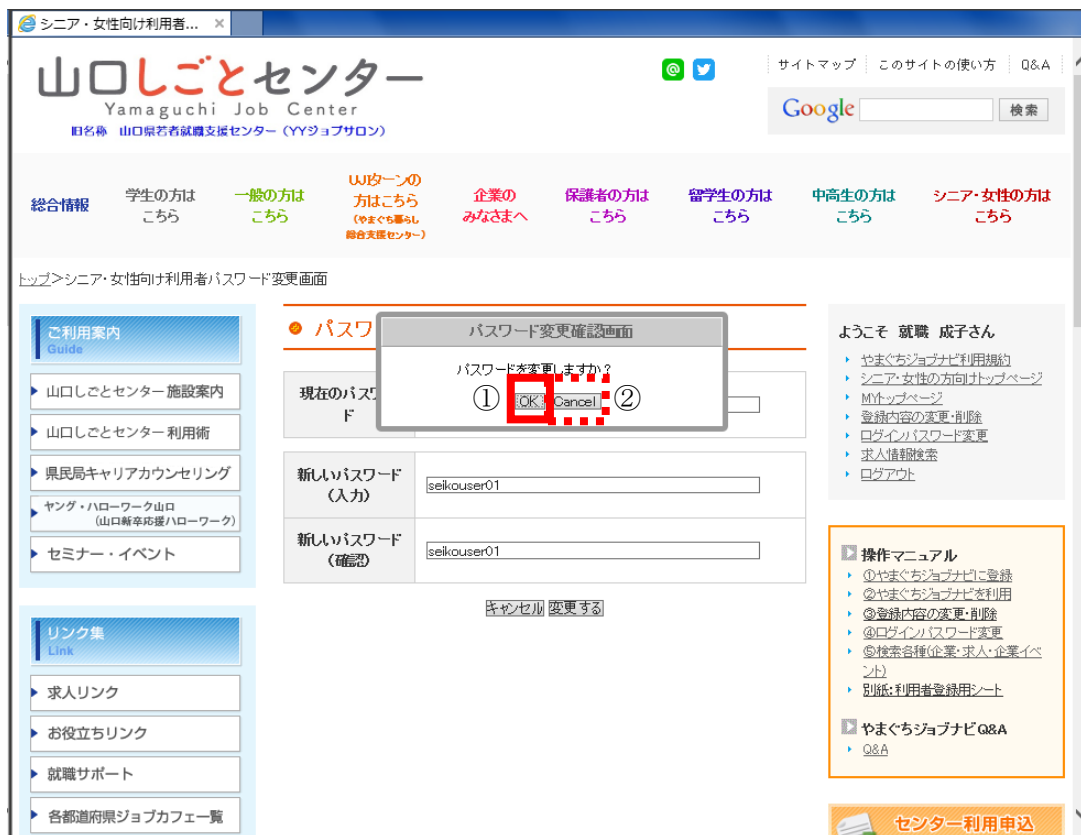 シニア・女性向け利用者... ×
山口しごとセンター
Yamaguchi Job Center
旧名称 山口県若者就職支援センター（YYジョブサロン）
サイトマップ このサイトの使い方 Q&A
Google 検索
総合情報
学生の方は
こちら
一般の方は
こちら
UJIターンの
方はこちら
（やまぐち暮らし
総合支援センター）
企業の
みなさまへ
保護者の方は
こちら
留学生の方は
こちら
中高生の方は
こちら
シニア・女性の方は
こちら
トップ＞シニア・女性向け利用者パスワード変更画面
ご利用案内
Guide
山口しごとセンター 施設案内
山口しごとセンター 利用術
県民局キャリアカウンセリング
ヤング・ハローワーク山口
(山口新卒応援ハローワーク)
セミナー・イベント
リンク集
Link
求人リンク
お役立ちリンク
就職サポート
各都道府県ジョブカフェ一覧
パスワ
パスワード変更確認画面
パスワードを変更しますか？
① OK Cancel ②
現在のパスワー
ド
新しいパスワード
（入力）
seikouser01
新しいパスワード
（確認）
seikouser01
キャンセル 変更する
ようこそ 就職 成子さん
やまぐちジョブナビ利用規約
シニア・女性の方向けトップページ
MYトップページ
登録内容の変更・削除
ログインパスワード変更
求人情報検索
ログアウト
操作マニュアル
①やまぐちジョブナビに登録
②やまぐちジョブナビを利用
③登録内容の変更・削除
④ログインパスワード変更
⑤検索各種(企業・求人・企業イベ
ント)
別紙：利用者登録用シート
やまぐちジョブナビQ&A
Q&A
センター利用申込